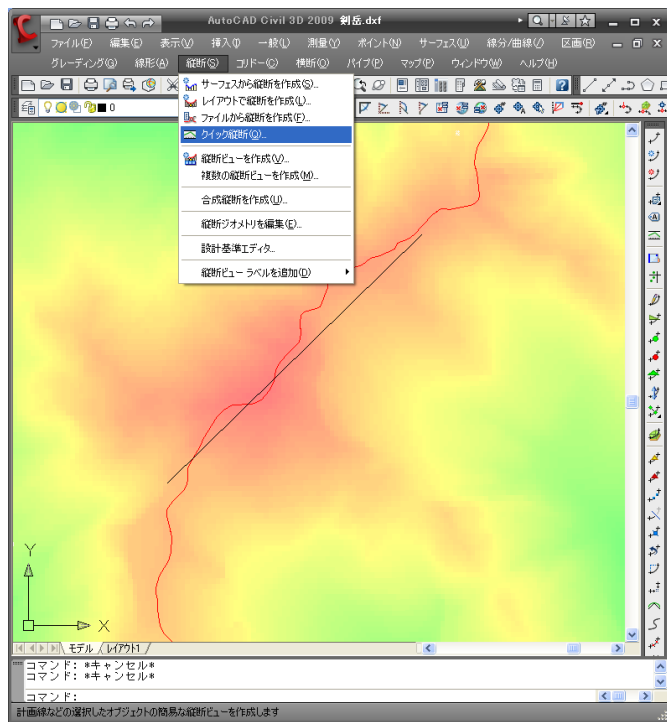 AutoCAD Civil 3D 2009 剣岳.dxf
ファイル(F) 編集(E) 表示(V) 挿入(I) 一般(L) 測量(Y) ポイント(N) サーフェス(U) 線分/曲線(/) 区画(R)
グレーディング(G) 線形(A) 縦断(S) コリドー(C) 横断(O) パイプ(P) マップ(P) ウィンドウ(W) ヘルプ(H)
サーフェスから縦断を作成(S)...
レイアウトで縦断を作成(L)...
ファイルから縦断を作成(F)...
クイック縦断(Q)...
縦断ビューを作成(V)...
複数の縦断ビューを作成(M)...
合成縦断を作成(U)...
縦断ジオメトリを編集(E)...
設計基準エディタ...
縦断ビュー ラベルを追加(D)
0
Y
X
モデル レイアウト1
コマンド: *キャンセル*
コマンド: *キャンセル*
コマンド:
計画線などの選択したオブジェクトの簡易な縦断ビューを作成します